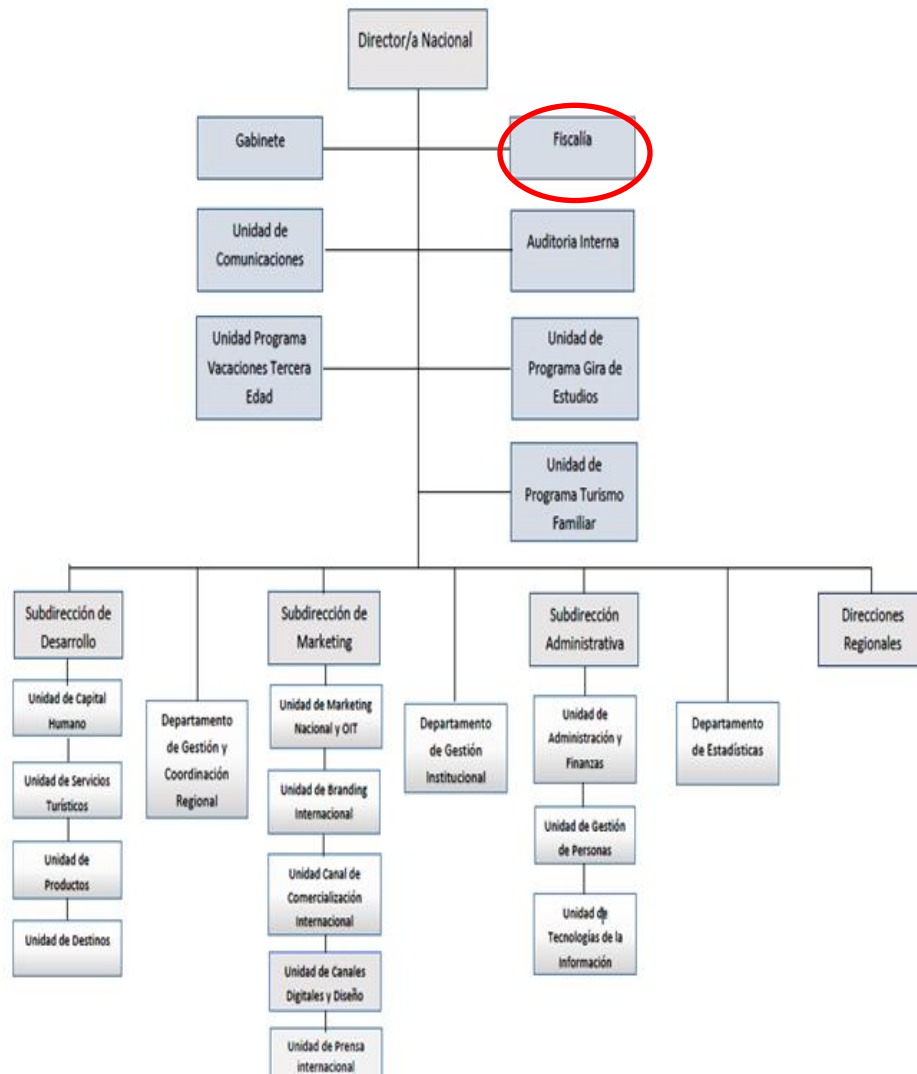 Director/a Nacional
Gabinete
Fiscalía
Unidad de
Comunicaciones
Auditoria Interna
Unidad Programa
Vacaciones Tercera
Edad
Unidad de
Programa Gira de
Estudios
Unidad de
Programa Turismo
Familiar
Subdirección de
Desarrollo
Unidad de Capital
Humano
Unidad de Servicios
Turísticos
Unidad de
Productos
Unidad de Destinos
Departamento
de Gestión y
Coordinación
Regional
Subdirección de
Marketing
Unidad de Marketing
Nacional y OIT
Unidad de Branding
Internacional
Unidad Canal de
Comercialización
Internacional
Unidad de Canales
Digitales y Diseño
Unidad de Prensa
internacional
Departamento
de Gestión
Institucional
Subdirección
Administrativa
Unidad de
Administración y
Finanzas
Unidad de Gestión
de Personas
Unidad de
Tecnologías de la
Información
Departamento
de Estadísticas
Direcciones
Regionales